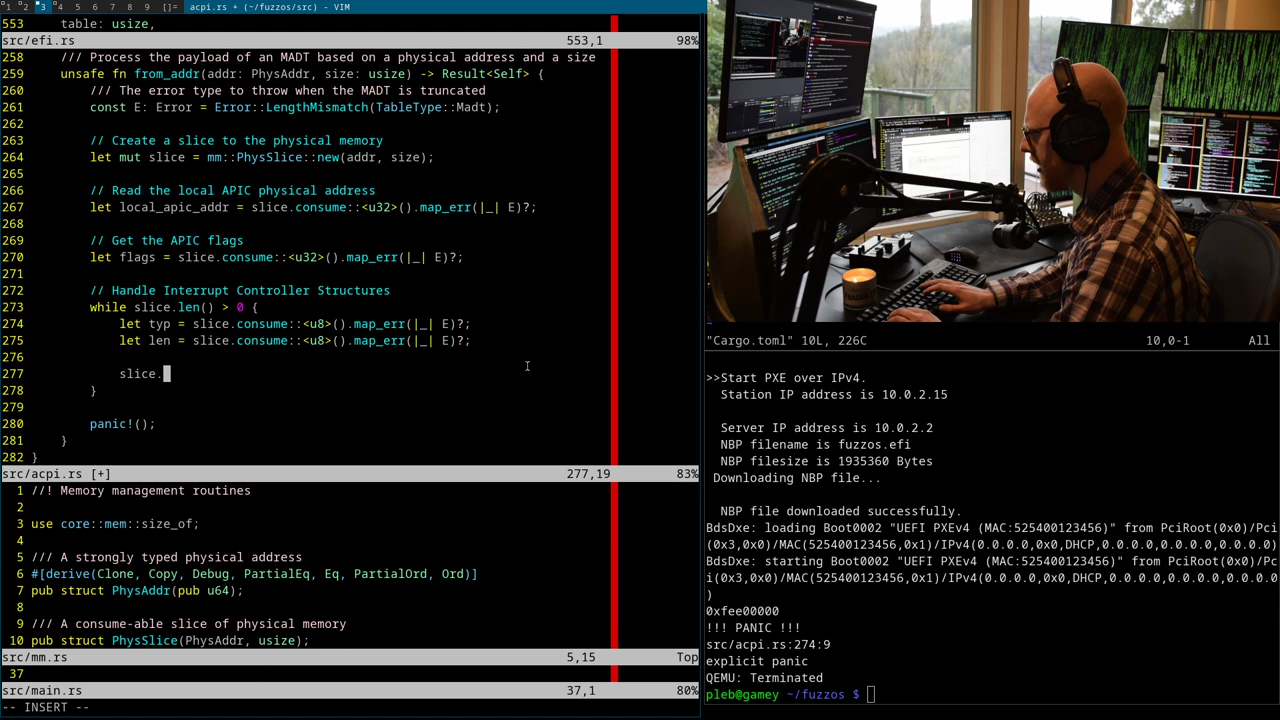 1 2 3 4 5 6 7 8 9 []= acpi.rs + (~/fuzzos/src) - VIM
553     table: usize,
src/efi.rs 553,1 98%
258     /// Process the payload of an MADT based on a physical address and a size
259     unsafe fn from_addr(addr: PhysAddr, size: usize) -> Result<Self> {
260         /// The error type to throw when the MADT is truncated
261         const E: Error = Error::LengthMismatch(TableType::Madt);
262
263         // Create a slice to the physical memory
264         let mut slice = mm::PhysSlice::new(addr, size);
265
266         // Read the local APIC physical address
267         let local_apic_addr = slice.consume::<u32>().map_err(|_| E)?;
268
269         // Get the APIC flags
270         let flags = slice.consume::<u32>().map_err(|_| E)?;
271
272         // Handle Interrupt Controller Structures
273         while slice.len() > 0 {
274             let typ = slice.consume::<u8>().map_err(|_| E)?;
275             let len = slice.consume::<u8>().map_err(|_| E)?;
276
277             slice.
278         }
279
280         panic!();
281     }
282 }
src/acpi.rs [+] 277,19 83%
1 //! Memory management routines
2
3 use core::mem::size_of;
4
5 /// A strongly typed physical address
6 #[derive(Clone, Copy, Debug, PartialEq, Eq, PartialOrd, Ord)]
7 pub struct PhysAddr(pub u64);
8
9 /// A consume-able slice of physical memory
10 pub struct PhysSlice(PhysAddr, usize);
src/mm.rs 5,15 Top
37
src/main.rs 37,1 80%
-- INSERT --
"Cargo.toml" 10L, 226C 10,0-1 All
>>Start PXE over IPv4.
  Station IP address is 10.0.2.15
  Server IP address is 10.0.2.2
  NBP filename is fuzzos.efi
  NBP filesize is 1935360 Bytes
 Downloading NBP file...
  NBP file downloaded successfully.
BdsDxe: loading Boot0002 "UEFI PXEv4 (MAC:525400123456)" from PciRoot(0x0)/Pci
(0x3,0x0)/MAC(525400123456,0x1)/IPv4(0.0.0.0,0x0,DHCP,0.0.0.0,0.0.0.0,0.0.0.0)
BdsDxe: starting Boot0002 "UEFI PXEv4 (MAC:525400123456)" from PciRoot(0x0)/Pc
i(0x3,0x0)/MAC(525400123456,0x1)/IPv4(0.0.0.0,0x0,DHCP,0.0.0.0,0.0.0.0,0.0.0.0
)
0xfee00000
!!! PANIC !!!
src/acpi.rs:274:9
explicit panic
QEMU: Terminated
pleb@gamey ~/fuzzos $